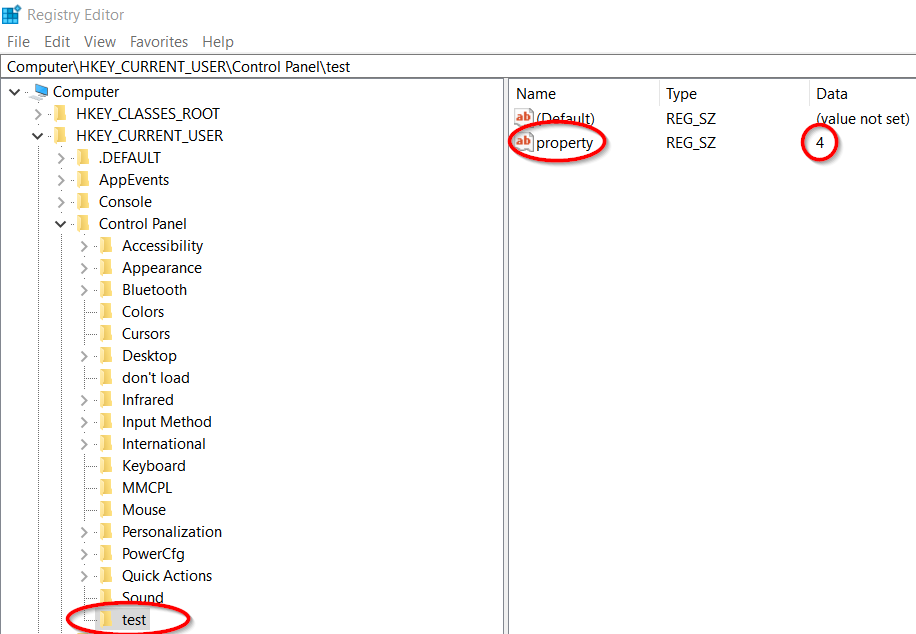 Registry Editor
File Edit View Favorites Help
Computer\HKEY_CURRENT_USER\Control Panel\test
Computer
HKEY_CLASSES_ROOT
HKEY_CURRENT_USER
.DEFAULT
AppEvents
Console
Control Panel
Accessibility
Appearance
Bluetooth
Colors
Cursors
Desktop
don't load
Infrared
Input Method
International
Keyboard
MMCPL
Mouse
Personalization
PowerCfg
Quick Actions
Sound
test
Name Type Data
ab (Default) REG_SZ (value not set)
ab property REG_SZ 4